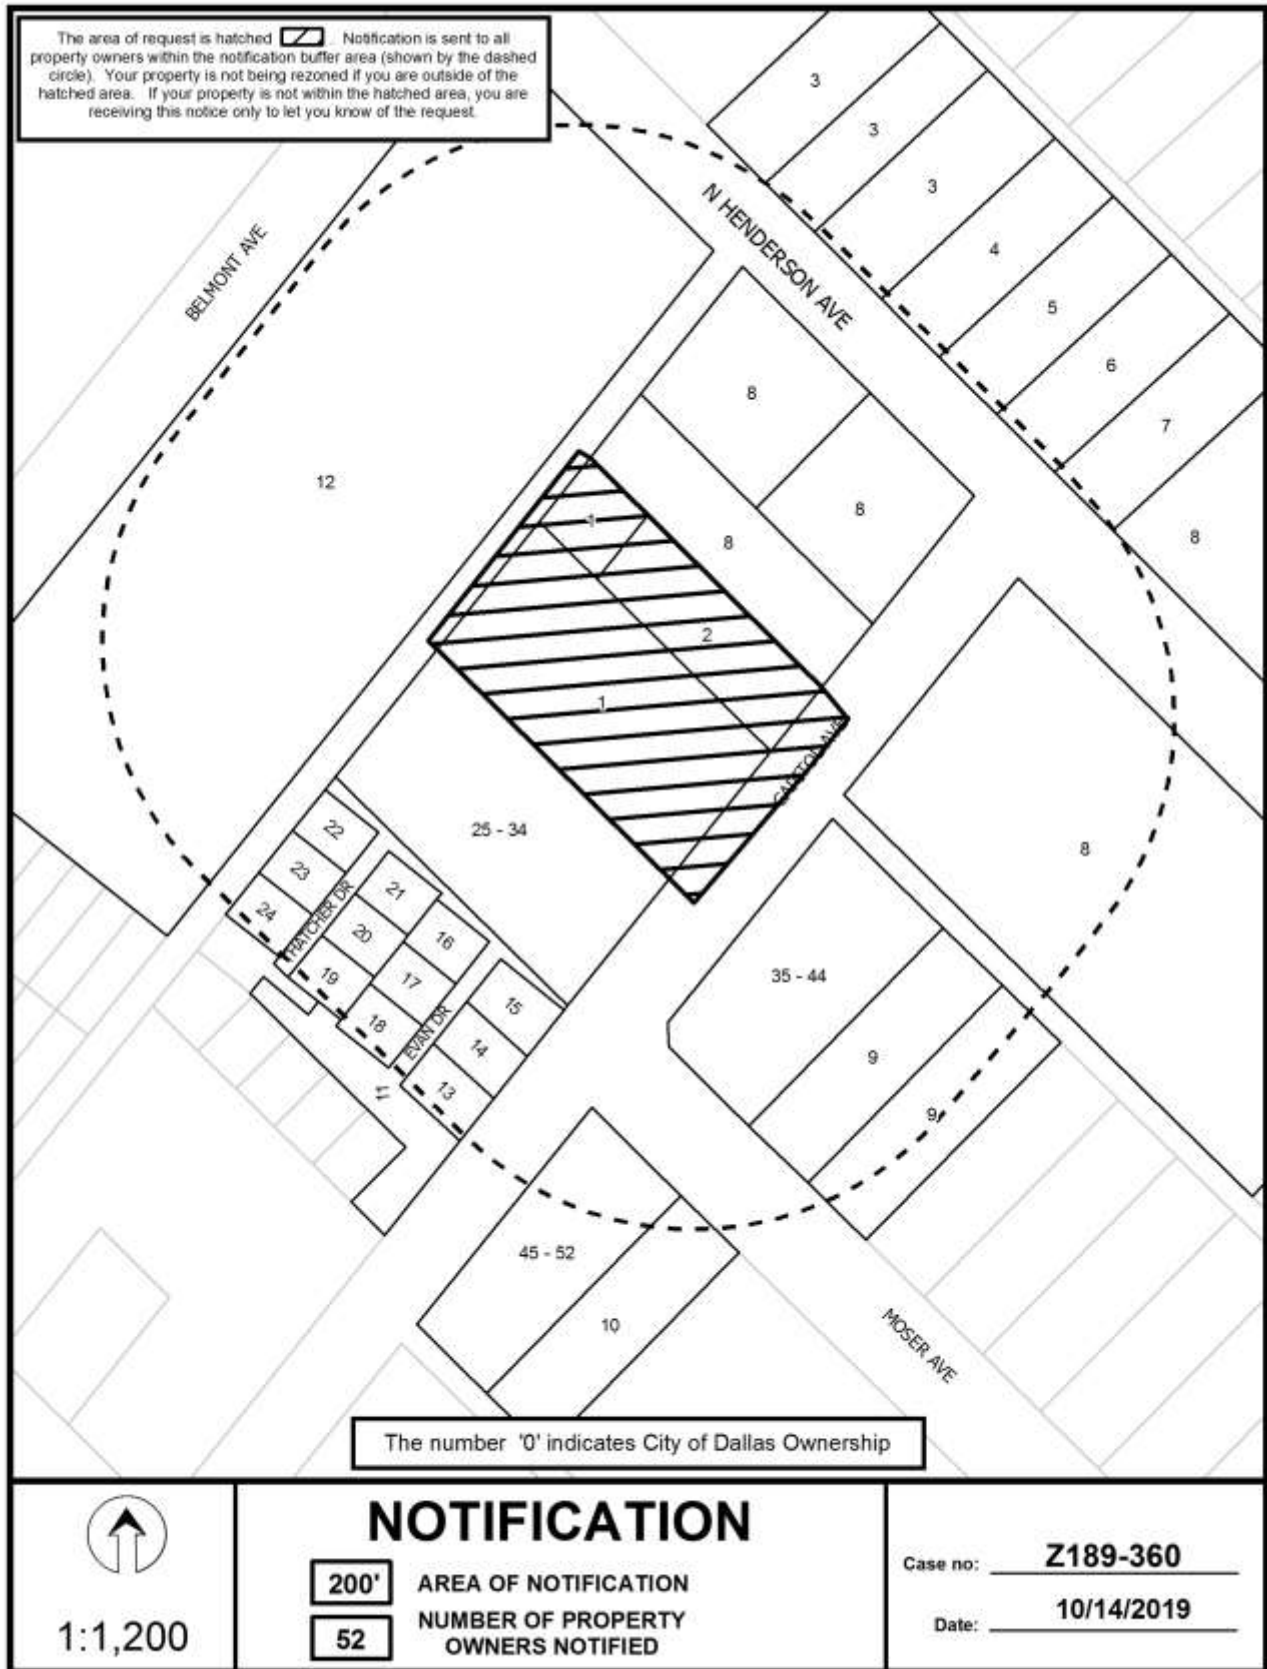 The area of request is hatched . Notification is sent to all
property owners within the notification buffer area (shown by the dashed
circle). Your property is not being rezoned if you are outside of the
hatched area. If your property is not within the hatched area, you are
receiving this notice only to let you know of the request.
3
3
3
N HENDERSON AVE
4
BELMONT AVE
5
6
8
7
12
8
1
8
8
2
1
CAPITOL AVE
22
25 - 34
8
23
21
24
THATCHER DR
20
16
19
17
35 - 44
15
18
EVAN DR
14
9
13
11
9
45 - 52
10
MOSER AVE
The number '0' indicates City of Dallas Ownership
1:1,200
NOTIFICATION
200' AREA OF NOTIFICATION
52 NUMBER OF PROPERTY
OWNERS NOTIFIED
Case no: Z189-360
Date: 10/14/2019